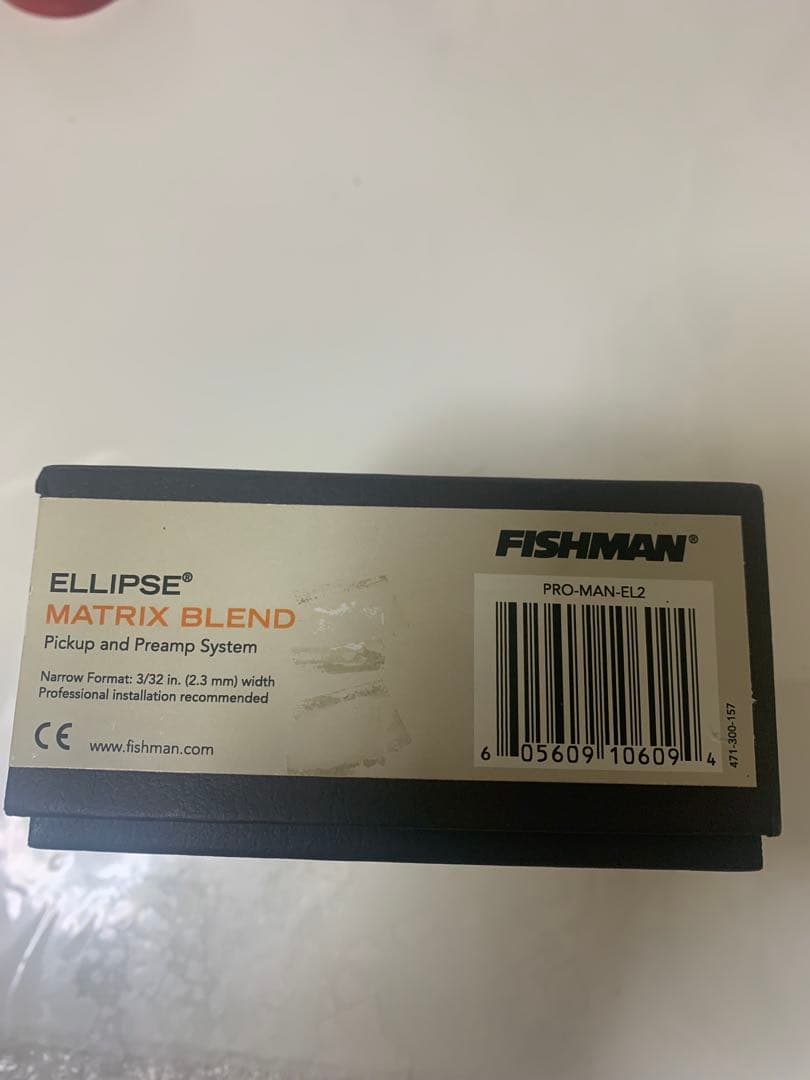 ELLIPSE®
MATRIX BLEND
Pickup and Preamp System
Narrow Format: 3/32 in. (2.3 mm) width
Professional installation recommended
CE www.fishman.com
FISHMAN®
PRO-MAN-EL2
6 05609 10609 4
471-300-157